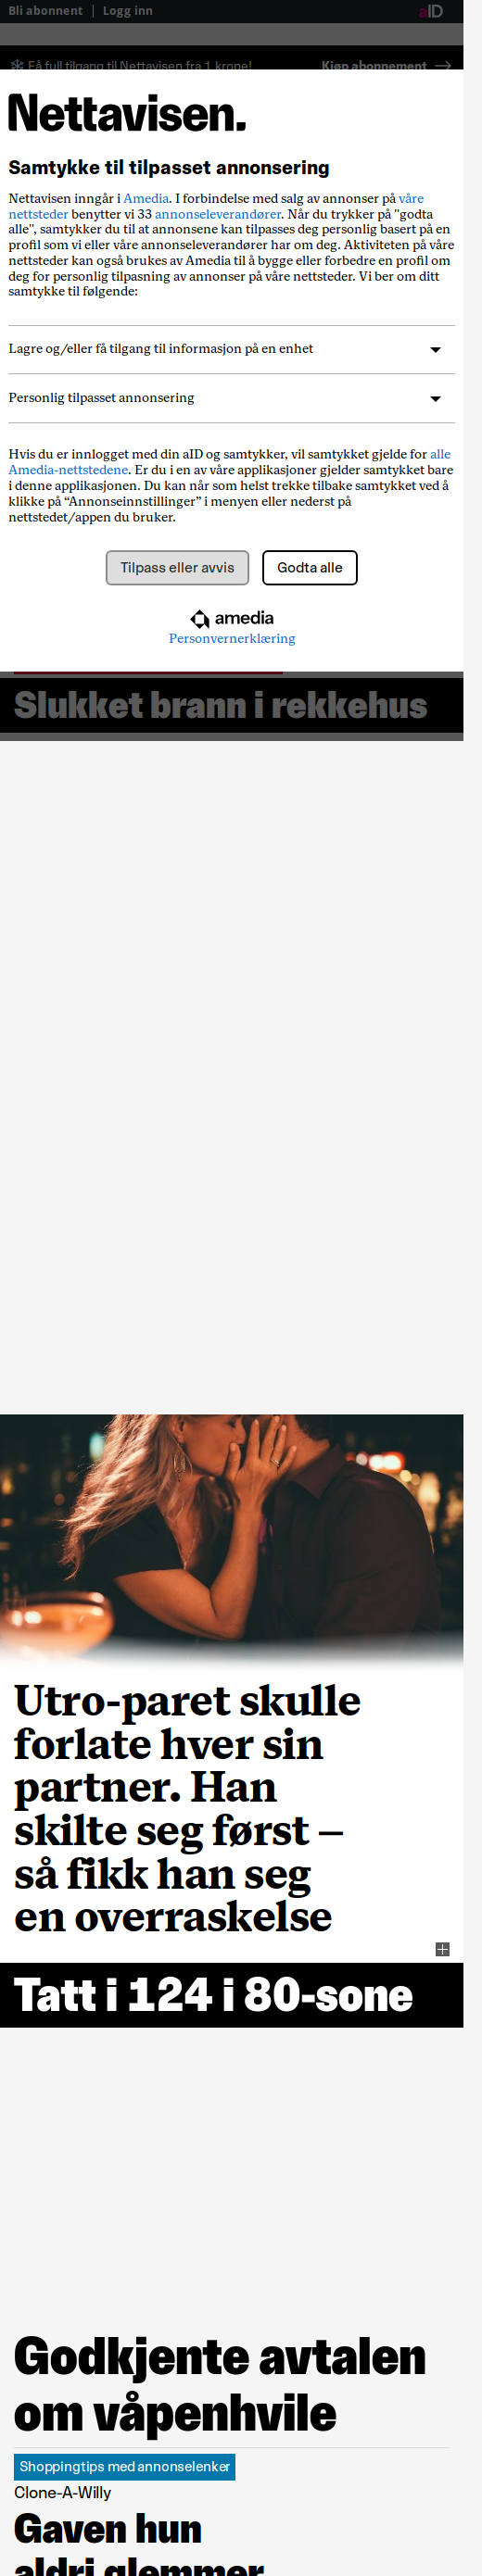 Bli abonnent | Logg inn
aID
Få full tilgang til Nettavisen fra 1 krone!
Kjøp abonnement →
Nettavisen.
Samtykke til tilpasset annonsering
Nettavisen inngår i Amedia. I forbindelse med salg av annonser på våre
nettsteder benytter vi 33 annonseleverandører. Når du trykker på "godta
alle", samtykker du til at annonsene kan tilpasses deg personlig basert på en
profil som vi eller våre annonseleverandører har om deg. Aktiviteten på våre
nettsteder kan også brukes av Amedia til å bygge eller forbedre en profil om
deg for personlig tilpasning av annonser på våre nettsteder. Vi ber om ditt
samtykke til følgende:
Lagre og/eller få tilgang til informasjon på en enhet
Personlig tilpasset annonsering
Hvis du er innlogget med din aID og samtykker, vil samtykket gjelde for alle
Amedia-nettstedene. Er du i en av våre applikasjoner gjelder samtykket bare
i denne applikasjonen. Du kan når som helst trekke tilbake samtykket ved å
klikke på “Annonseinnstillinger” i menyen eller nederst på
nettstedet/appen du bruker.
Tilpass eller avvis
Godta alle
amedia
Personvernerklæring
Slukket brann i rekkehus
Utro-paret skulle
forlate hver sin
partner. Han
skilte seg først –
så fikk han seg
en overraskelse
Tatt i 124 i 80-sone
Godkjente avtalen
om våpenhvile
Shoppingtips med annonselenker
Clone-A-Willy
Gaven hun
aldri glemmer